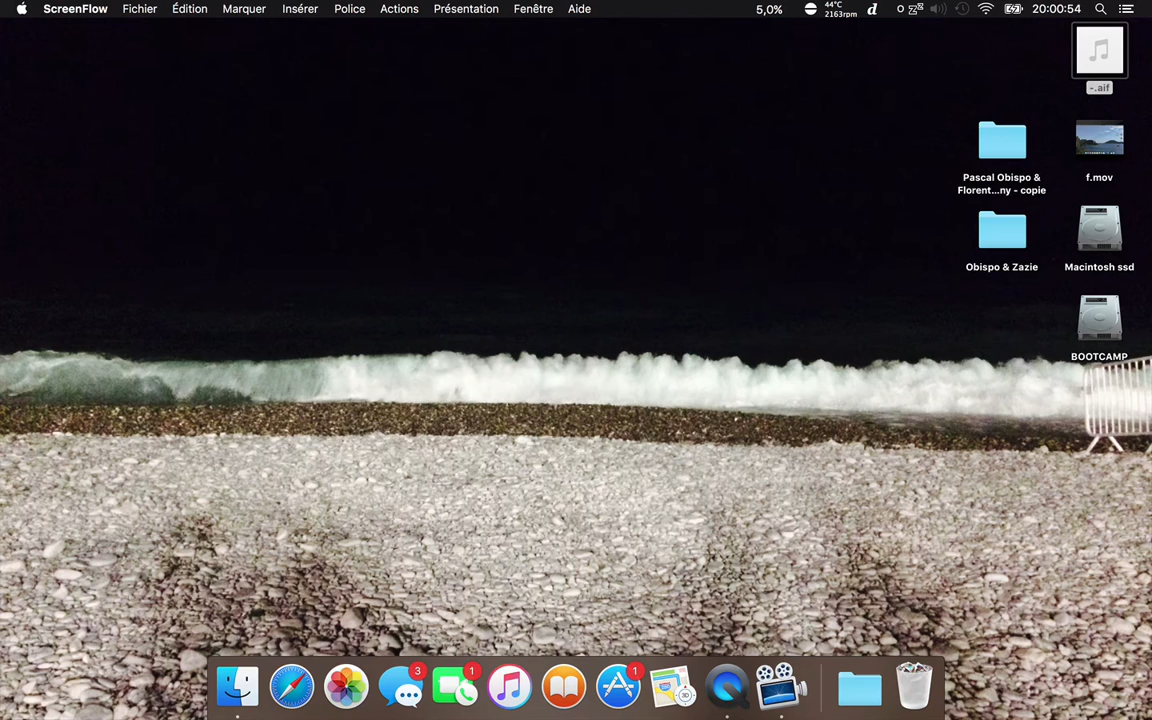 ScreenFlow Fichier Édition Marquer Insérer Police Actions Présentation Fenêtre Aide 5,0% 44°C 2163rpm d 20:00:54
-.aif
Pascal Obispo &
Florent...ny - copie
f.mov
Obispo & Zazie
Macintosh ssd
BOOTCAMP
3
1
1
3D